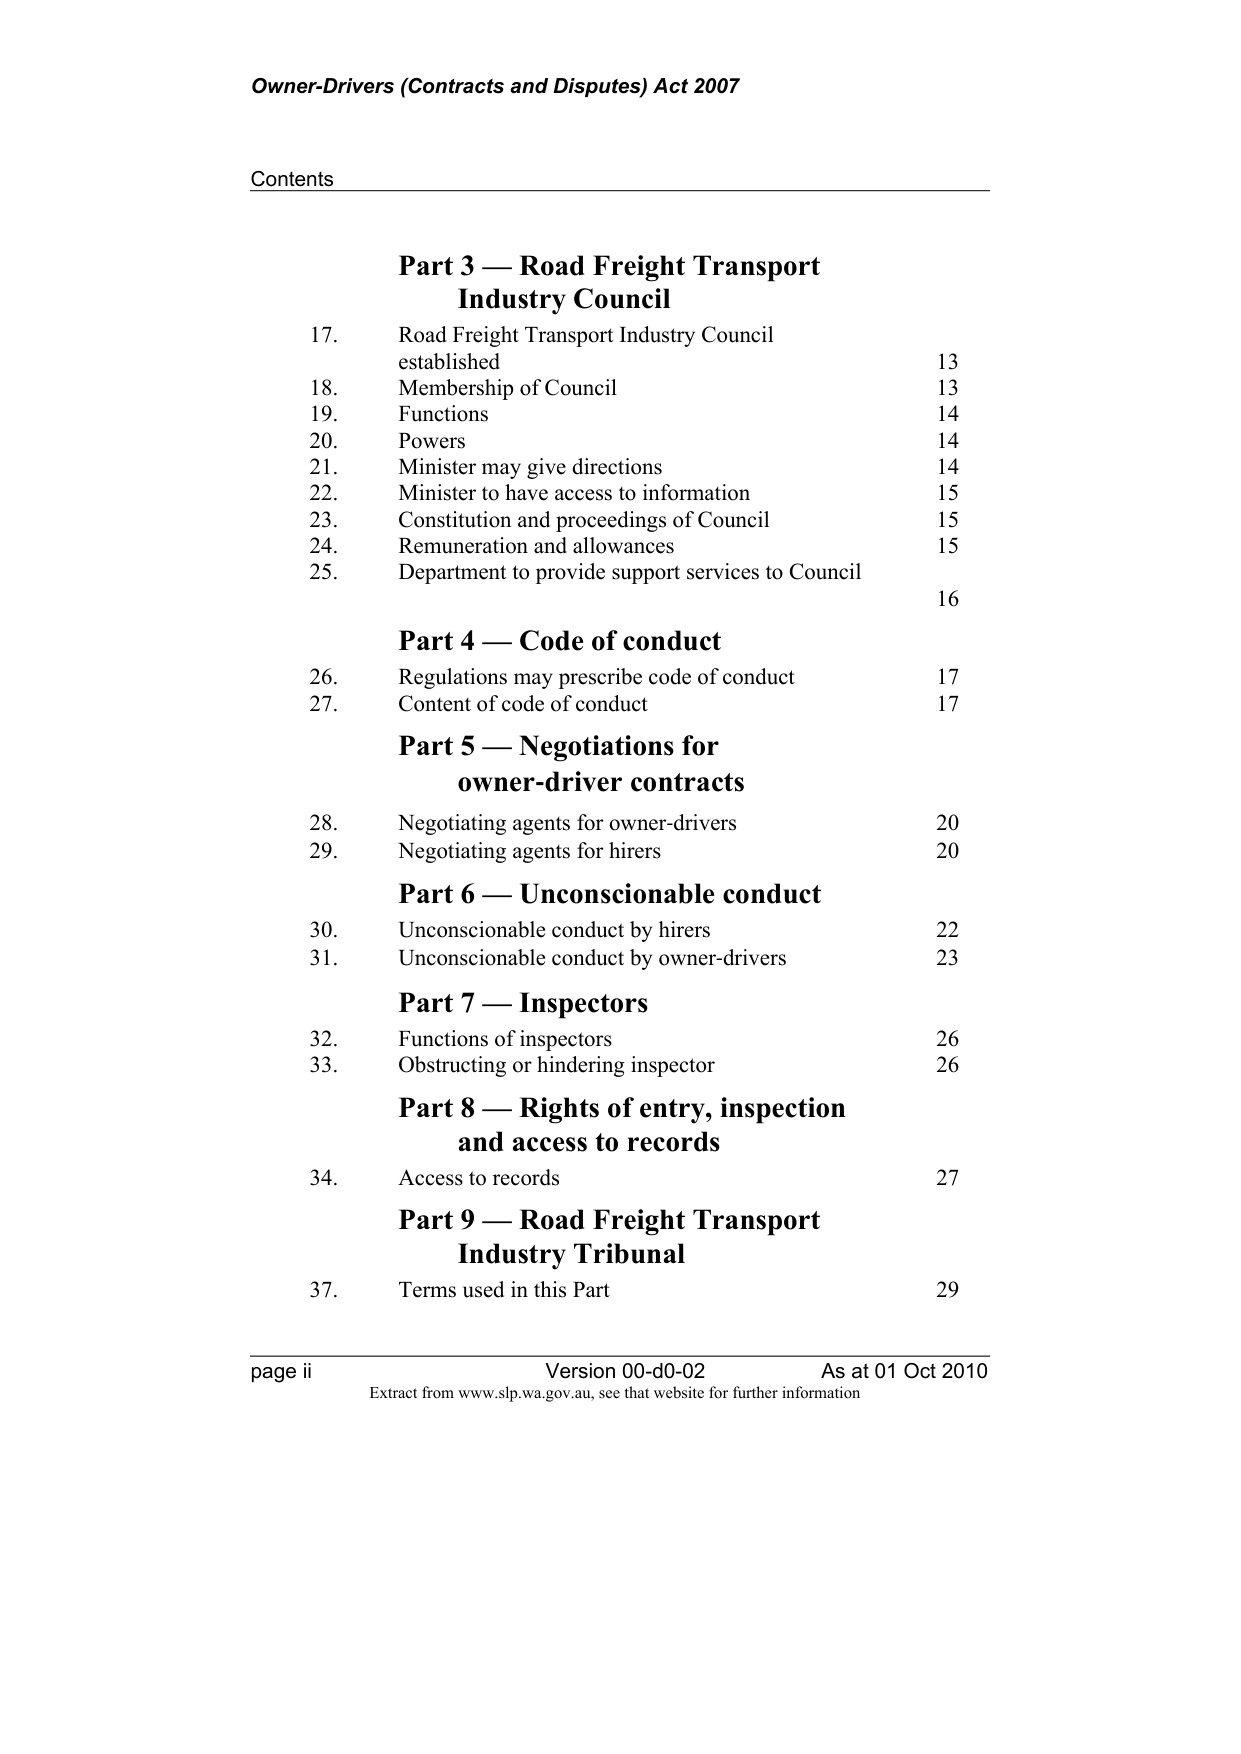 Owner-Drivers (Contracts and Disputes) Act 2007
Contents
Part 3 — Road Freight Transport
Industry Council
17. Road Freight Transport Industry Council
established 13
18. Membership of Council 13
19. Functions 14
20. Powers 14
21. Minister may give directions 14
22. Minister to have access to information 15
23. Constitution and proceedings of Council 15
24. Remuneration and allowances 15
25. Department to provide support services to Council
16
Part 4 — Code of conduct
26. Regulations may prescribe code of conduct 17
27. Content of code of conduct 17
Part 5 — Negotiations for
owner-driver contracts
28. Negotiating agents for owner-drivers 20
29. Negotiating agents for hirers 20
Part 6 — Unconscionable conduct
30. Unconscionable conduct by hirers 22
31. Unconscionable conduct by owner-drivers 23
Part 7 — Inspectors
32. Functions of inspectors 26
33. Obstructing or hindering inspector 26
Part 8 — Rights of entry, inspection
and access to records
34. Access to records 27
Part 9 — Road Freight Transport
Industry Tribunal
37. Terms used in this Part 29
page ii Version 00-d0-02 As at 01 Oct 2010
Extract from www.slp.wa.gov.au, see that website for further information